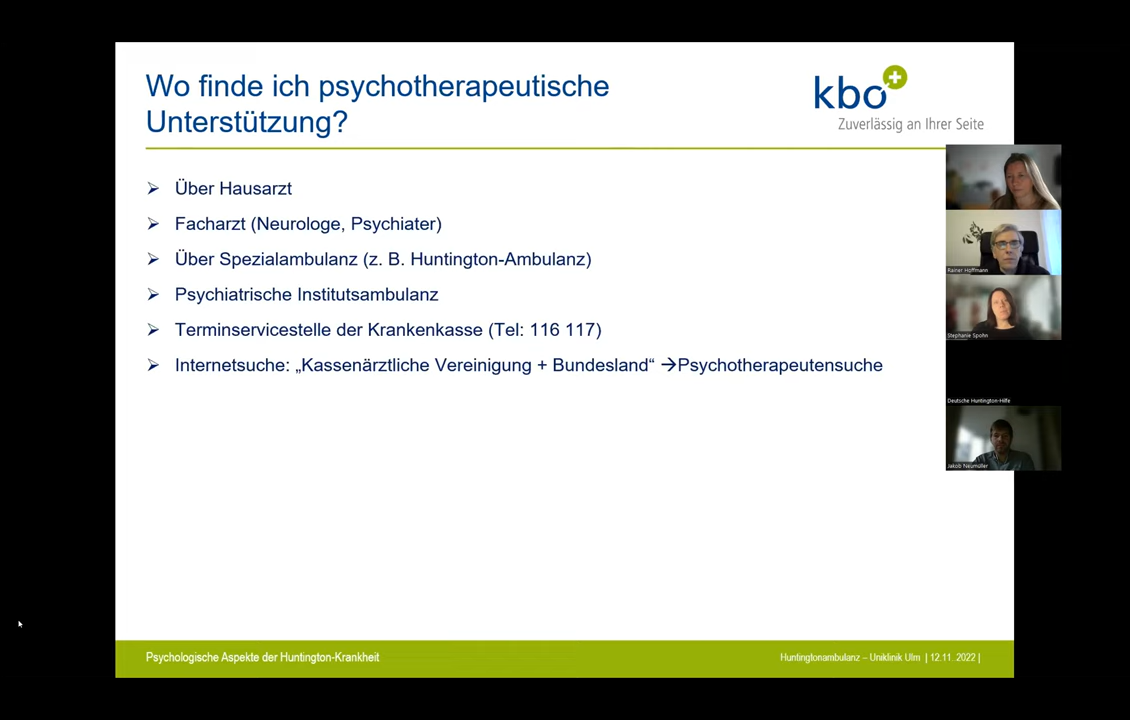 Wo finde ich psychotherapeutische
Unterstützung?
kbo
Zuverlässig an Ihrer Seite
➢ Über Hausarzt
➢ Facharzt (Neurologe, Psychiater)
➢ Über Spezialambulanz (z. B. Huntington-Ambulanz)
➢ Psychiatrische Institutsambulanz
➢ Terminservicestelle der Krankenkasse (Tel: 116 117)
➢ Internetsuche: „Kassenärztliche Vereinigung + Bundesland“ →Psychotherapeutensuche
Rainer Hoffmann
Stephanie Spohn
Deutsche Huntington-Hilfe
Jakob Neumüller
Psychologische Aspekte der Huntington-Krankheit
Huntingtonambulanz – Uniklinik Ulm | 12.11. 2022 |